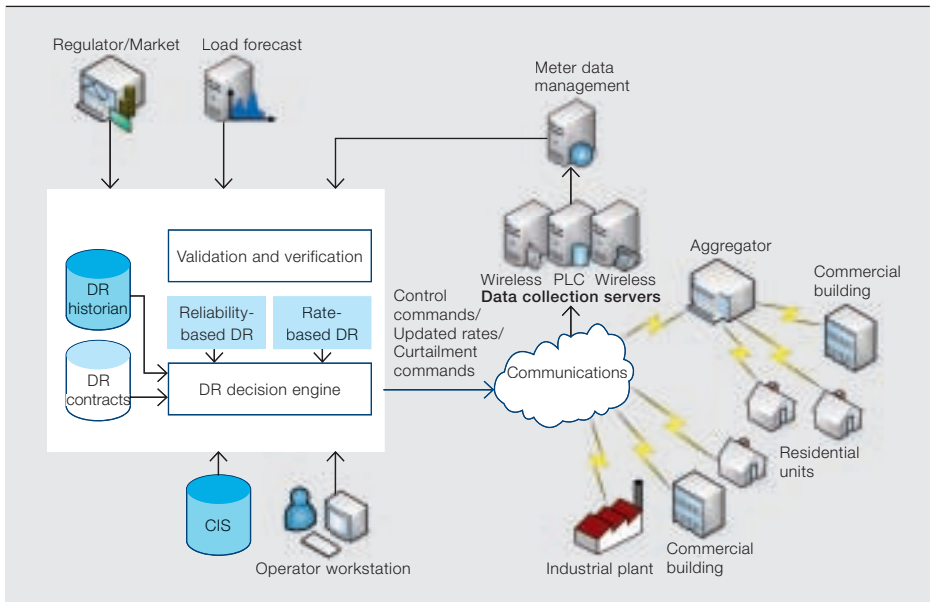 Regulator/Market
Load forecast
Meter data
management
Validation and verification
DR
historian
Reliability-
based DR
Rate-
based DR
DR
contracts
DR decision engine
Control
commands/
Updated rates/
Curtailment
commands
Wireless PLC Wireless
Data collection servers
Communications
Aggregator
Commercial
building
Residential
units
CIS
Operator workstation
Industrial plant
Commercial
building